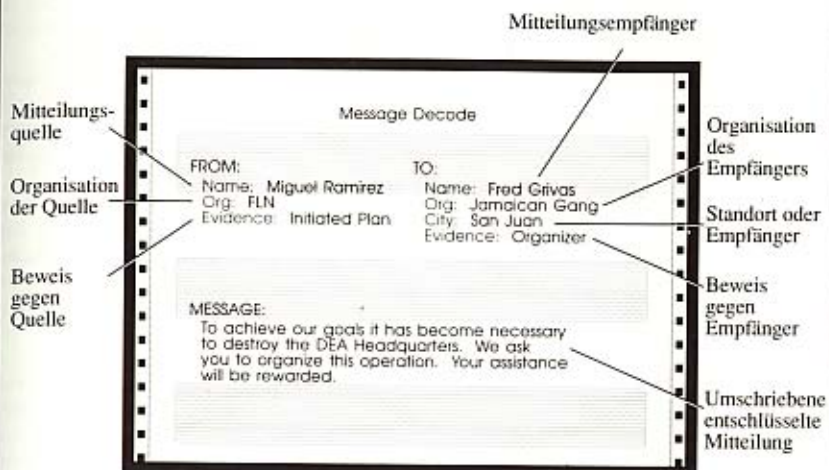 Mitteilungsempfänger
Mitteilungs-
quelle
Organisation
der Quelle
Beweis
gegen
Quelle
Message Decode
FROM:
Name: Miguel Ramirez
Org: FLN
Evidence: Initiated Plan
TO:
Name: Fred Grivas
Org: Jamaican Gang
City: San Juan
Evidence: Organizer
MESSAGE:
To achieve our goals it has become necessary
to destroy the DEA Headquarters. We ask
you to organize this operation. Your assistance
will be rewarded.
Organisation
des
Empfängers
Standort oder
Empfänger
Beweis
gegen
Empfänger
Umschriebene
entschlüsselte
Mitteilung